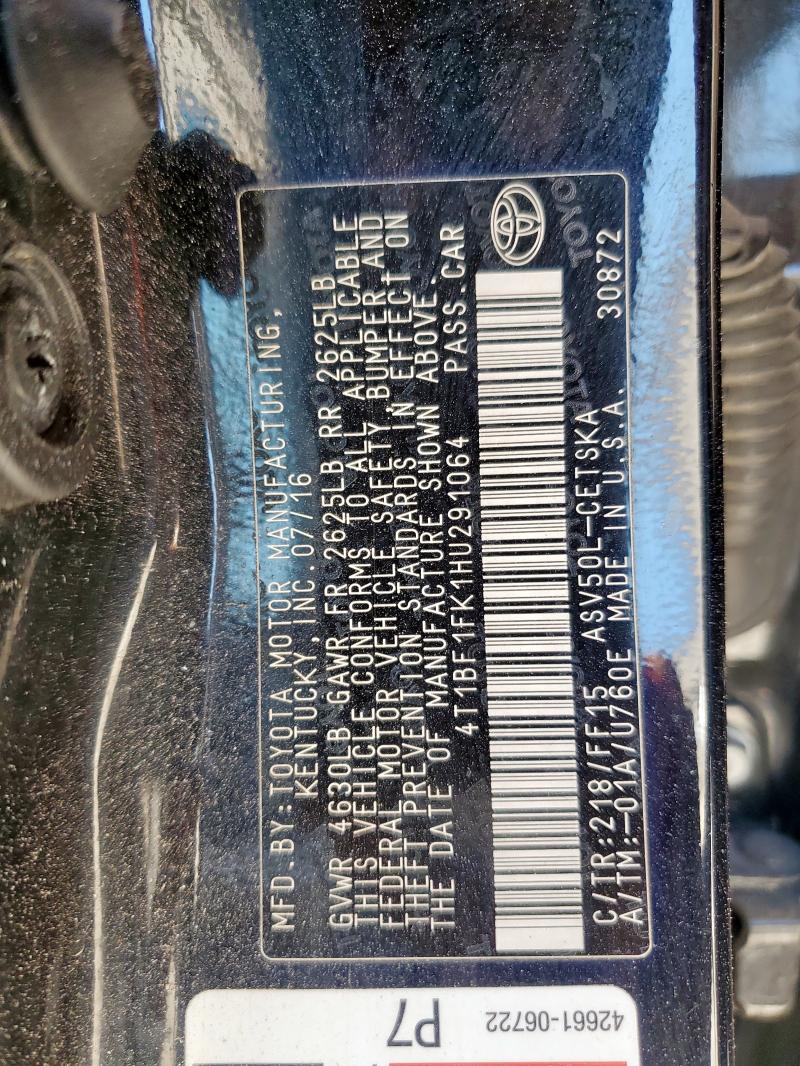 MFD.BY:TOYOTA MOTOR MANUFACTURING,
KENTUCKY, INC. 07/16
GVWR 4630LB GAWR FR 2625LB RR 2625LB
THIS VEHICLE CONFORMS TO ALL APPLICABLE
FEDERAL MOTOR VEHICLE SAFETY, BUMPER AND
THEFT PREVENTION STANDARDS IN EFFECT ON
THE DATE OF MANUFACTURE SHOWN ABOVE.
4T1BF1FK1HU291064 PASS.CAR
C/TR:218/FF15 ASV50L-CETSKA
A/TM:-01A/U760E MADE IN U.S.A. 30872
P7
42661-06722